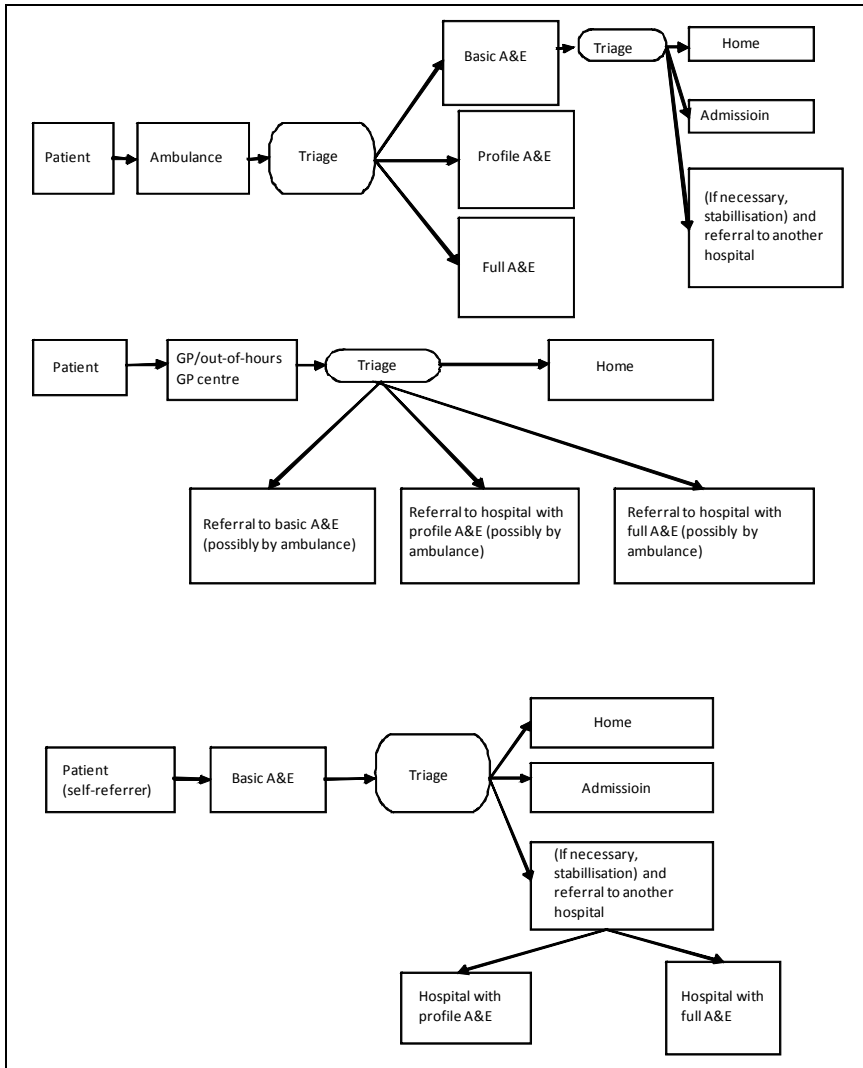 Basic A&E
Triage
Home
Admissioin
Patient
Ambulance
Triage
Profile A&E
(If necessary,
stabillisation) and
referral to another
hospital
Full A&E
Patient
GP/out-of-hours
GP centre
Triage
Home
Referral to basic A&E
(possibly by ambulance)
Referral to hospital with
profile A&E (possibly by
ambulance)
Referral to hospital with
full A&E (possibly by
ambulance)
Patient
(self-referrer)
Basic A&E
Triage
Home
Admissioin
(If necessary,
stabillisation) and
referral to another
hospital
Hospital with
profile A&E
Hospital with
full A&E